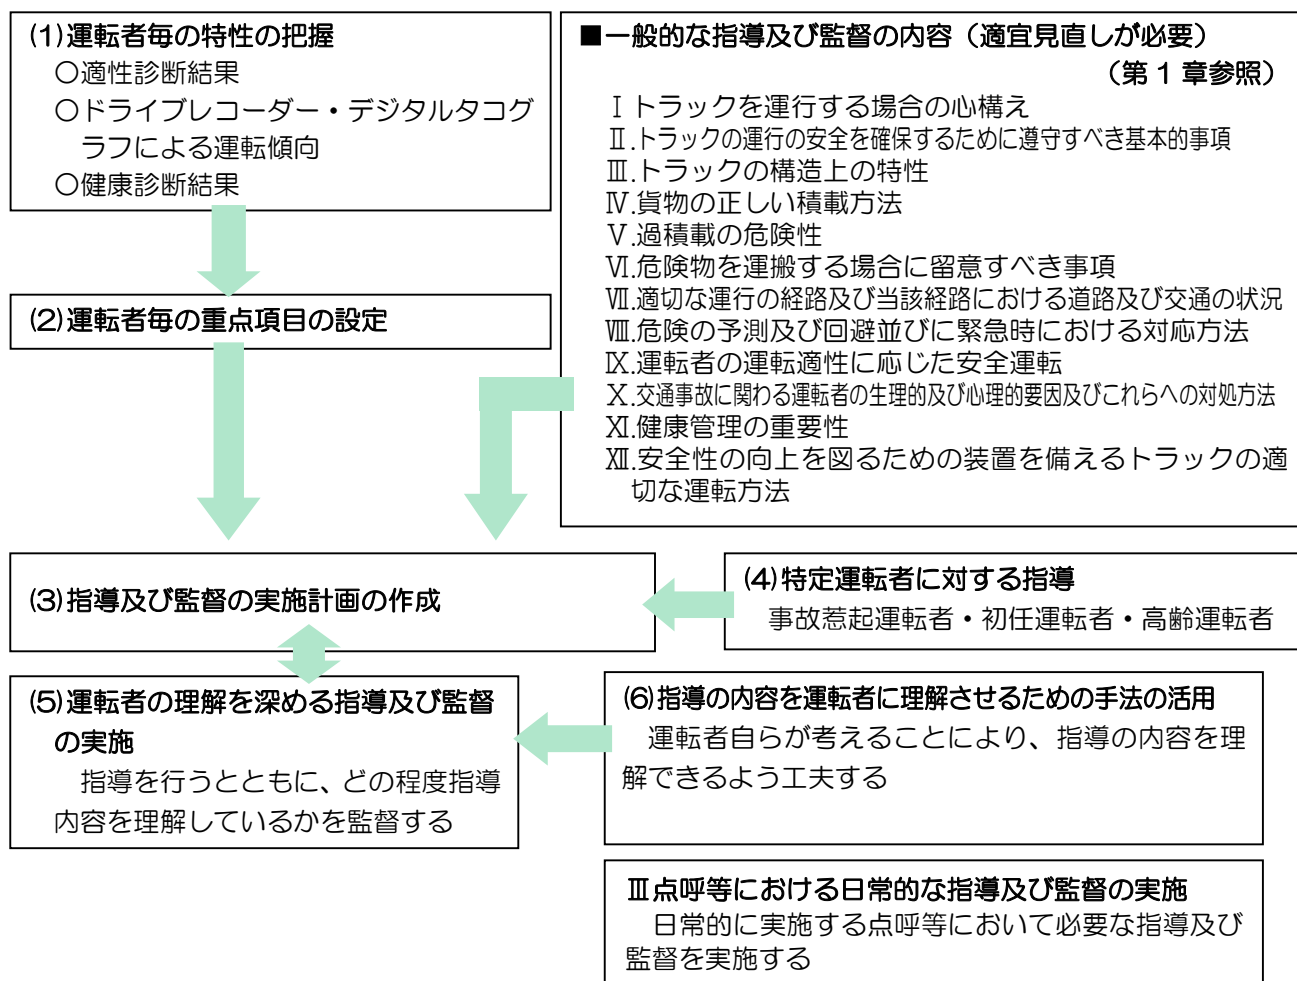 (1)運転者毎の特性の把握
〇適性診断結果
〇ドライブレコーダー・デジタルタコグ
ラフによる運転傾向
〇健康診断結果
(2)運転者毎の重点項目の設定
■一般的な指導及び監督の内容（適宜見直しが必要）
（第 1 章参照）
Ⅰトラックを運行する場合の心構え
Ⅱ.トラックの運行の安全を確保するために遵守すべき基本的事項
Ⅲ.トラックの構造上の特性
Ⅳ.貨物の正しい積載方法
Ⅴ.過積載の危険性
Ⅵ.危険物を運搬する場合に留意すべき事項
Ⅶ.適切な運行の経路及び当該経路における道路及び交通の状況
Ⅷ.危険の予測及び回避並びに緊急時における対応方法
Ⅸ.運転者の運転適性に応じた安全運転
Ⅹ.交通事故に関わる運転者の生理的及び心理的要因及びこれらへの対処方法
Ⅺ.健康管理の重要性
Ⅻ.安全性の向上を図るための装置を備えるトラックの適
切な運転方法
(3)指導及び監督の実施計画の作成
(4)特定運転者に対する指導
事故惹起運転者・初任運転者・高齢運転者
(5)運転者の理解を深める指導及び監督
の実施
指導を行うとともに、どの程度指導
内容を理解しているかを監督する
(6)指導の内容を運転者に理解させるための手法の活用
運転者自らが考えることにより、指導の内容を理
解できるよう工夫する
Ⅲ点呼等における日常的な指導及び監督の実施
日常的に実施する点呼等において必要な指導及び
監督を実施する